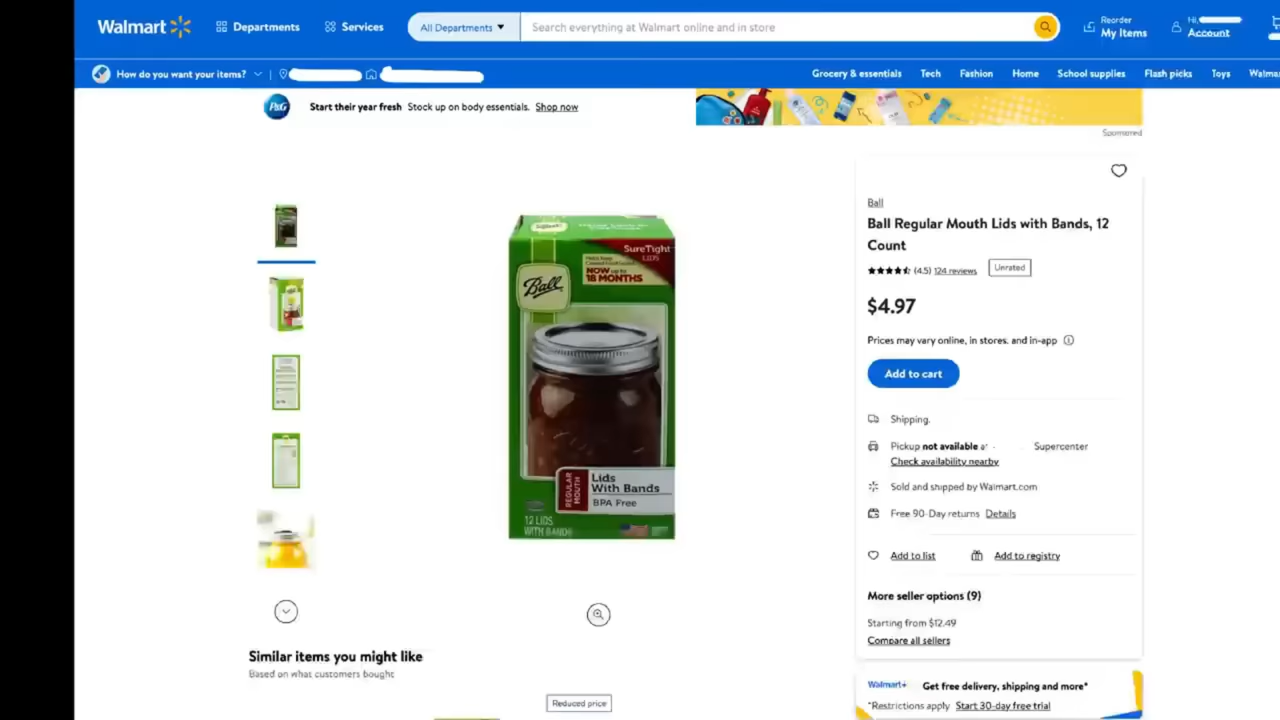 Walmart
Departments
Services
All Departments
Search everything at Walmart online and in store
Reorder
My Items
Hi,
Account
How do you want your items?
Grocery & essentials
Tech
Fashion
Home
School supplies
Flash picks
Toys
P&G
Start their year fresh Stock up on body essentials. Shop now
Sponsored
Ball
Ball Regular Mouth Lids with Bands, 12
Count
(4.5) 124 reviews
Unrated
$4.97
Prices may vary online, in stores, and in-app
Add to cart
Shipping,
Pickup not available
Supercenter
Check availability nearby
Sold and shipped by Walmart.com
Free 90-Day returns Details
Add to list
Add to registry
More seller options (9)
Starting from $12.49
Compare all sellers
SureTight
LIDS
NOW up to
18 MONTHS
Ball
REGULAR
MOUTH
Lids
With Bands
BPA Free
12 LIDS
WITH BANDS
Similar items you might like
Based on what customers bought
Reduced price
Walmart+
Get free delivery, shipping and more*
*Restrictions apply Start 30-day free trial